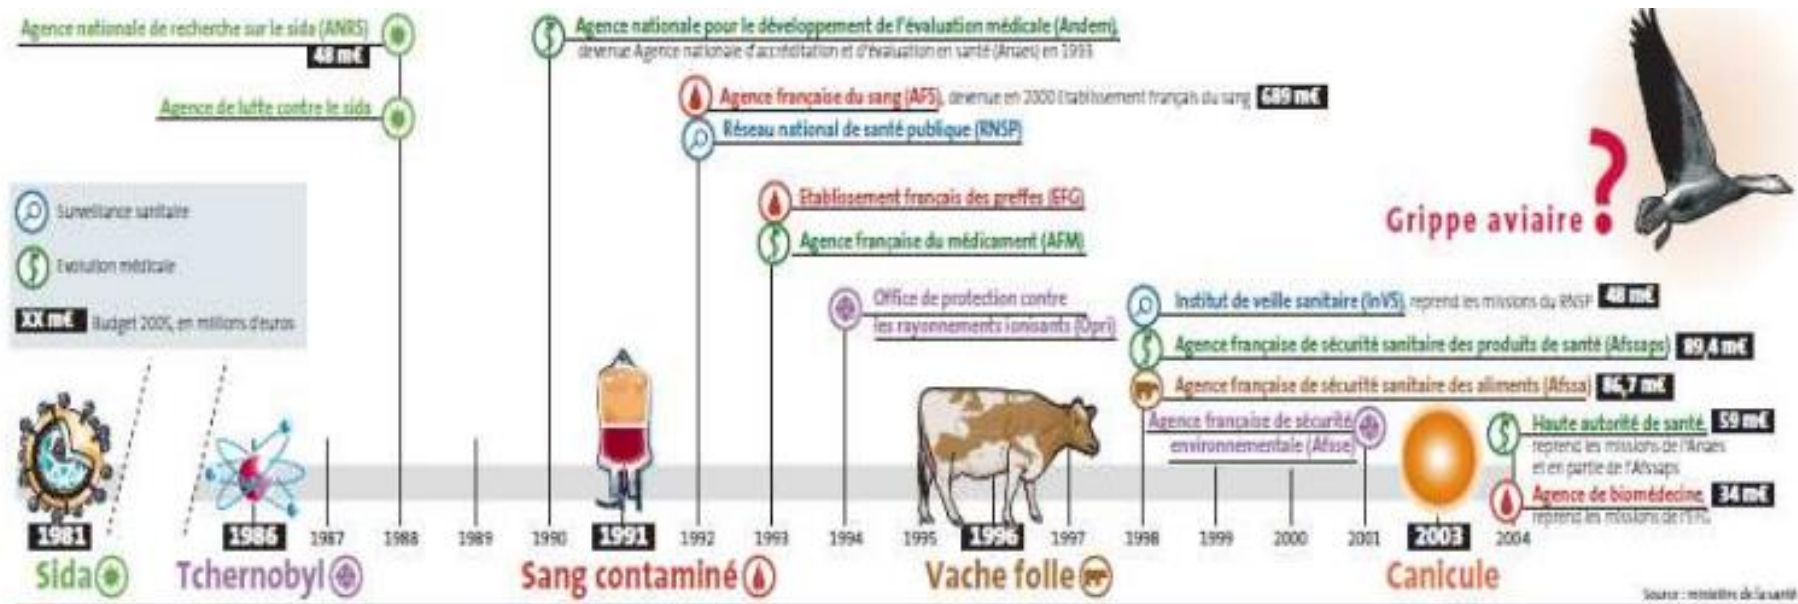 Agence nationale de recherche sur le sida (ANRS)
48 m€
Agence de lutte contre le sida
Agence nationale pour le développement de l'évaluation médicale (Andem),
devenue Agence nationale d'accréditation et d'évaluation en santé (Anaes) en 1993
Agence française du sang (AFS), devenue en 2000 Etablissement français du sang 689 m€
Réseau national de santé publique (RNSP)
Etablissement français des greffes (EFG)
Agence française du médicament (AFM)
Grippe aviaire ?
Surveillance sanitaire
Evolution médicale
XX m€ Budget 2005, en millions d'euros
Office de protection contre
les rayonnements ionisants (Opri)
Institut de veille sanitaire (InVS), reprend les missions du RNSP 48 m€
Agence française de sécurité sanitaire des produits de santé (Afssaps) 89,4 m€
Agence française de sécurité sanitaire des aliments (Afssa) 86,7 m€
Agence française de sécurité
environnementale (Afsse)
Haute autorité de santé, 59 m€
reprend les missions de l'Anaes
et en partie de l'Afssaps
Agence de biomédecine, 34 m€
reprend les missions de l'EFG
1981 1986 1987 1988 1989 1990 1991 1992 1993 1994 1995 1996 1997 1998 1999 2000 2001 2003 2004
Sida Tchernobyl Sang contaminé Vache folle Canicule
Source : ministère de la santé